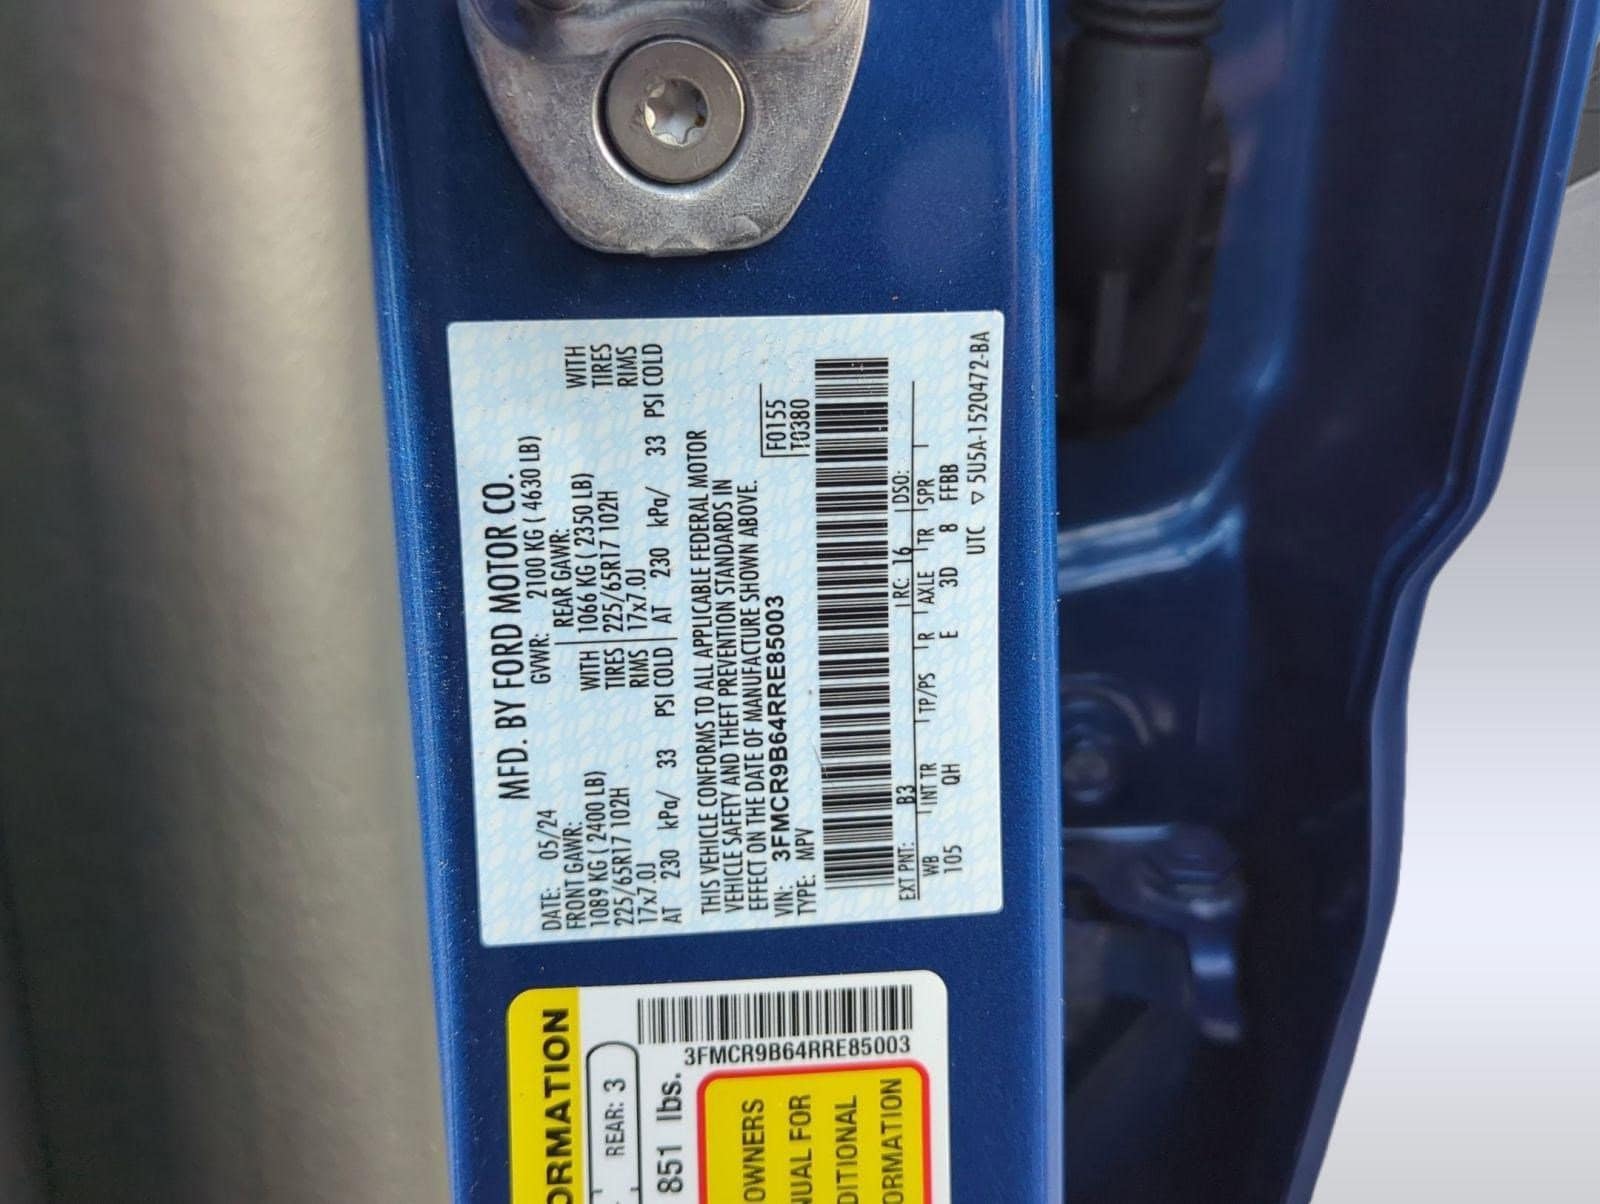 MFD. BY FORD MOTOR CO.
DATE: 05/24 GVWR: 2100 KG ( 4630 LB)
FRONT GAWR: REAR GAWR:
1089 KG ( 2400 LB) WITH 1066 KG ( 2350 LB) WITH
225/65R17 102H TIRES 225/65R17 102H TIRES
17x7.0J RIMS 17x7.0J RIMS
AT 230 kPa/ 33 PSI COLD AT 230 kPa/ 33 PSI COLD
THIS VEHICLE CONFORMS TO ALL APPLICABLE FEDERAL MOTOR
VEHICLE SAFETY AND THEFT PREVENTION STANDARDS IN
EFFECT ON THE DATE OF MANUFACTURE SHOWN ABOVE.
VIN: 3FMCR9B64RRE85003 F0155
TYPE: MPV T0380
EXT PNT: B3 RC: 16 DSO:
WB INT TR TP/PS R AXLE TR SPR
105 QH E 3D 8 FFBB
UTC ▽ 5U5A-1520472-BA
ORMATION
REAR: 3
851 lbs.
3FMCR9B64RRE85003
OWNERS
NUAL FOR
DITIONAL
ORMATION